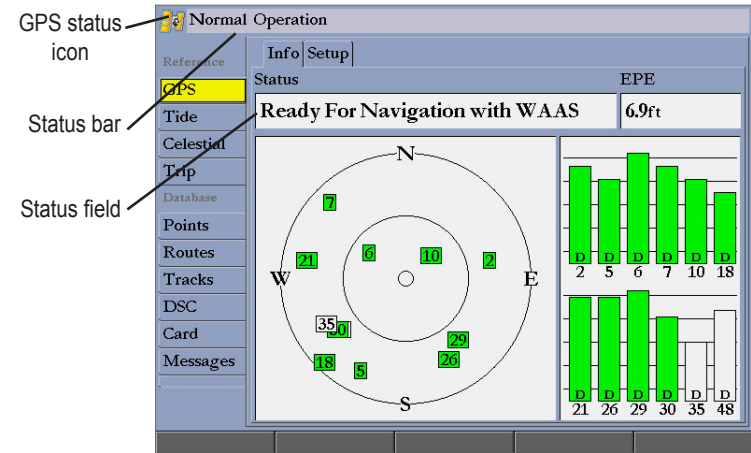 GPS status
icon
Status bar
Status field
Normal Operation
Reference
GPS
Tide
Celestial
Trip
Database
Points
Routes
Tracks
DSC
Card
Messages
Info Setup
Status EPE
Ready For Navigation with WAAS 6.9ft
N
7
6 10 2
21
W E
35
30
29
26
18
5
S
D D D D D D
2 5 6 7 10 18
D D D D D D
21 26 29 30 35 48